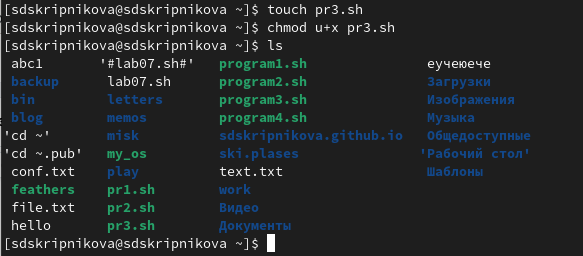 [sdskripnikova@sdskripnikova ~]$ touch pr3.sh
[sdskripnikova@sdskripnikova ~]$ chmod u+x pr3.sh
[sdskripnikova@sdskripnikova ~]$ ls
abc1 '#lab07.sh#' program1.sh еучеюече
backup lab07.sh program2.sh Загрузки
bin letters program3.sh Изображения
blog memos program4.sh Музыка
'cd ~' misk sdskripnikova.github.io Общедоступные
'cd ~.pub' my_os ski.plases 'Рабочий стол'
conf.txt play text.txt Шаблоны
feathers pr1.sh work
file.txt pr2.sh Видео
hello pr3.sh Документы
[sdskripnikova@sdskripnikova ~]$